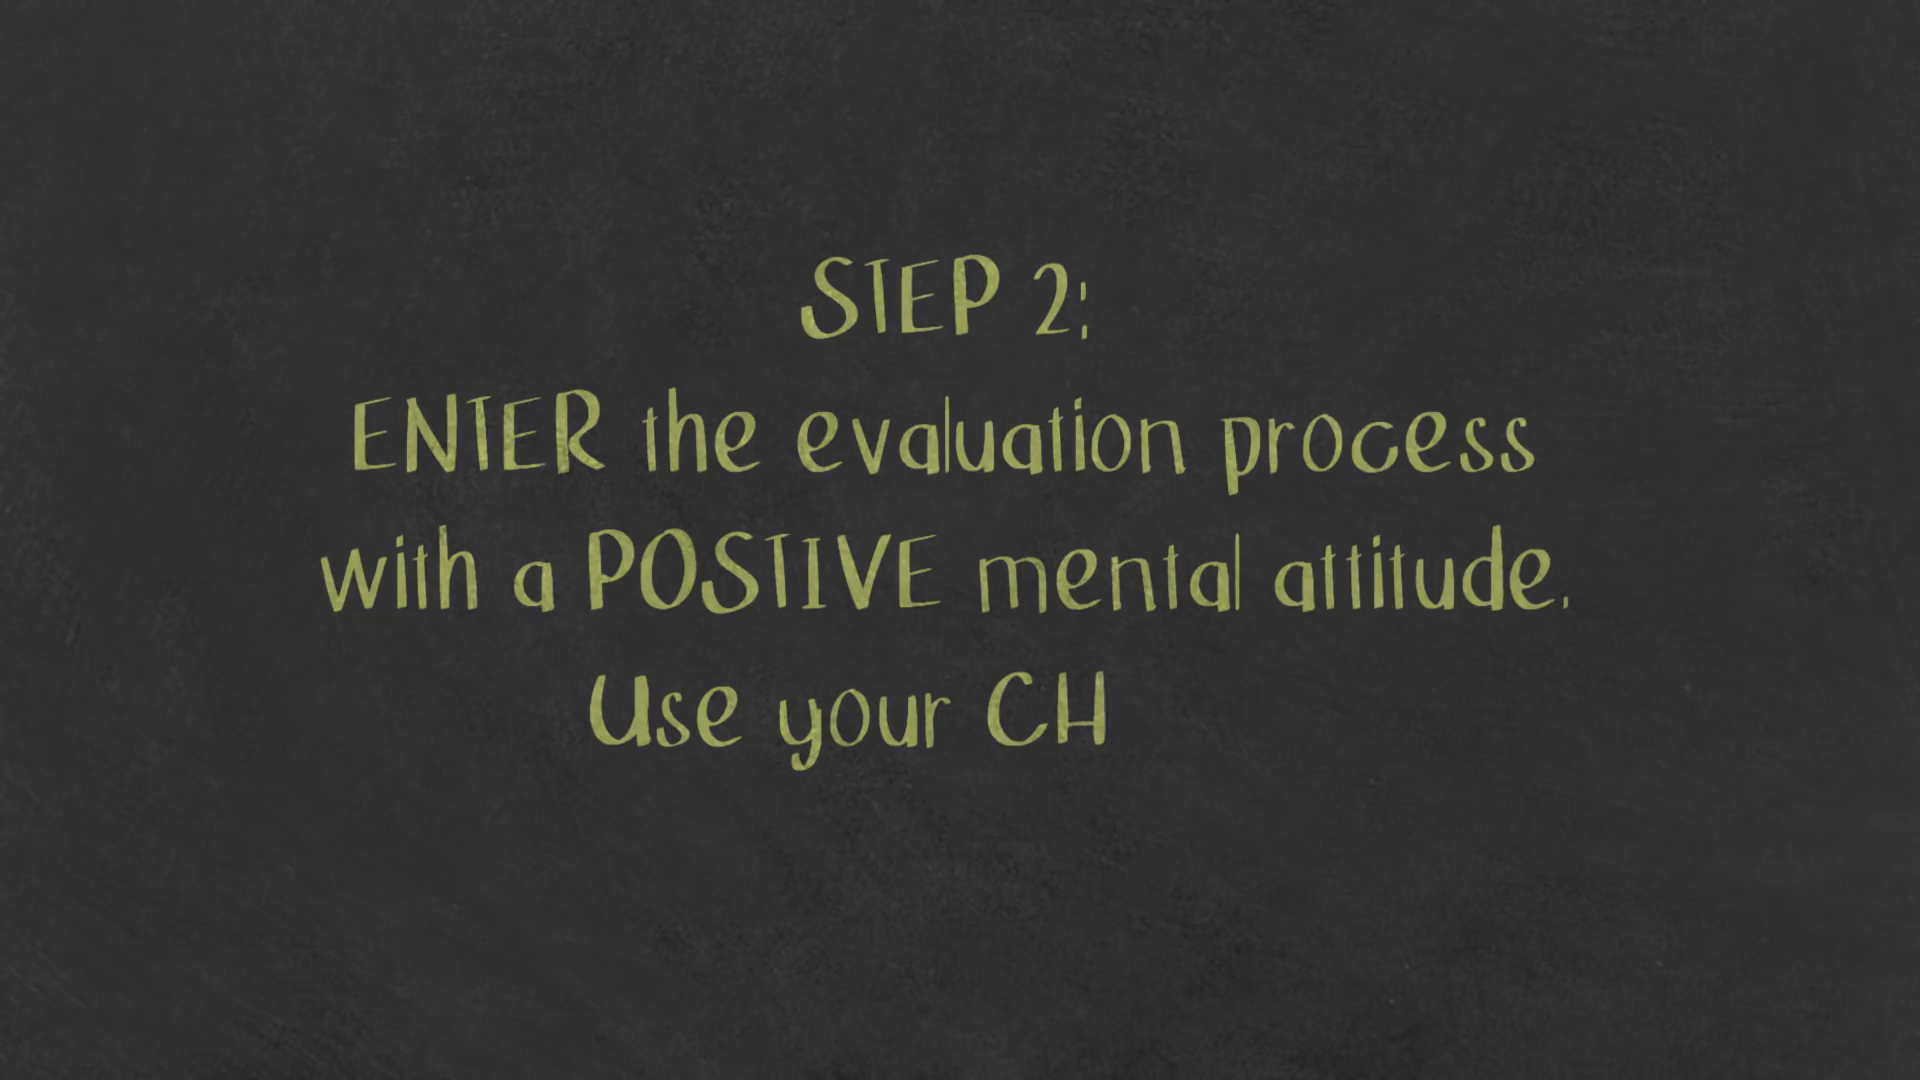 STEP 2:
ENTER the evaluation process
with a POSTIVE mental attitude.
Use your CH